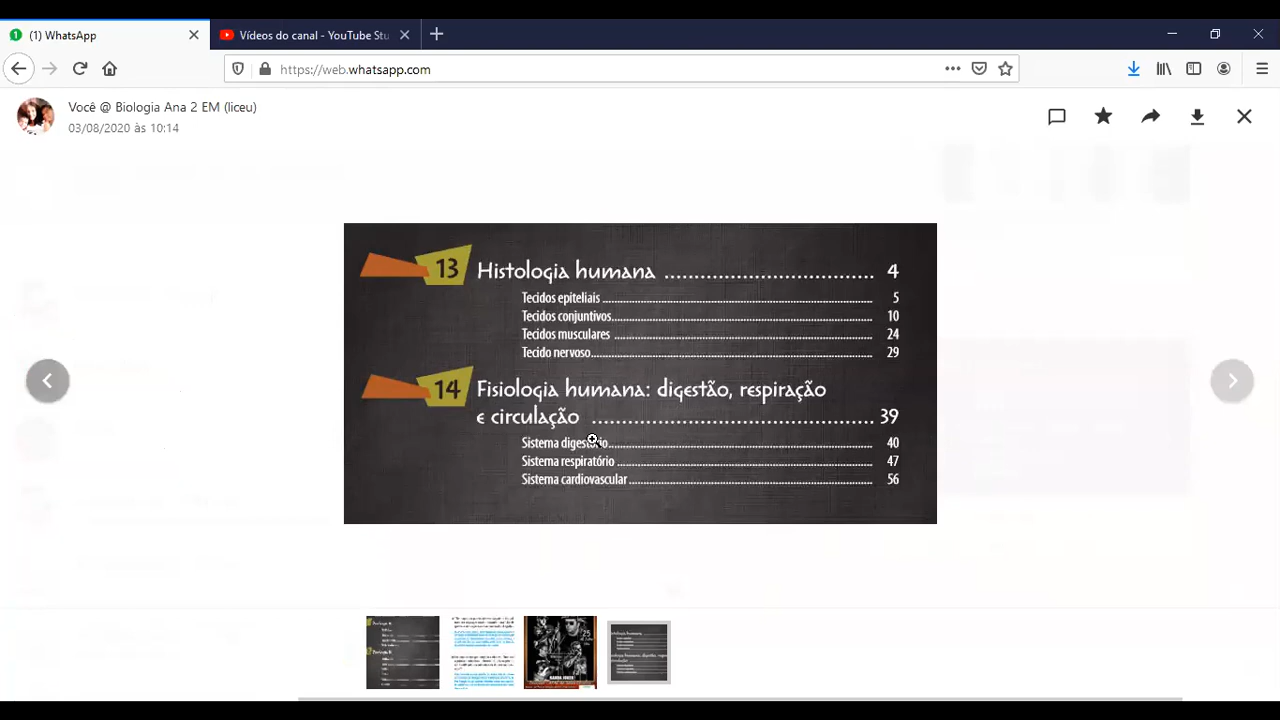 (1) WhatsApp
Vídeos do canal - YouTube Stu
https://web.whatsapp.com
Você @ Biologia Ana 2 EM (liceu)
03/08/2020 às 10:14
13 Histologia humana ................................ 4
Tecidos epiteliais ................................ 5
Tecidos conjuntivos................................ 10
Tecidos musculares ................................ 24
Tecido nervoso................................ 29
14 Fisiologia humana: digestão, respiração
e circulação ................................ 39
Sistema digestório................................ 40
Sistema respiratório ................................ 47
Sistema cardiovascular ................................ 56